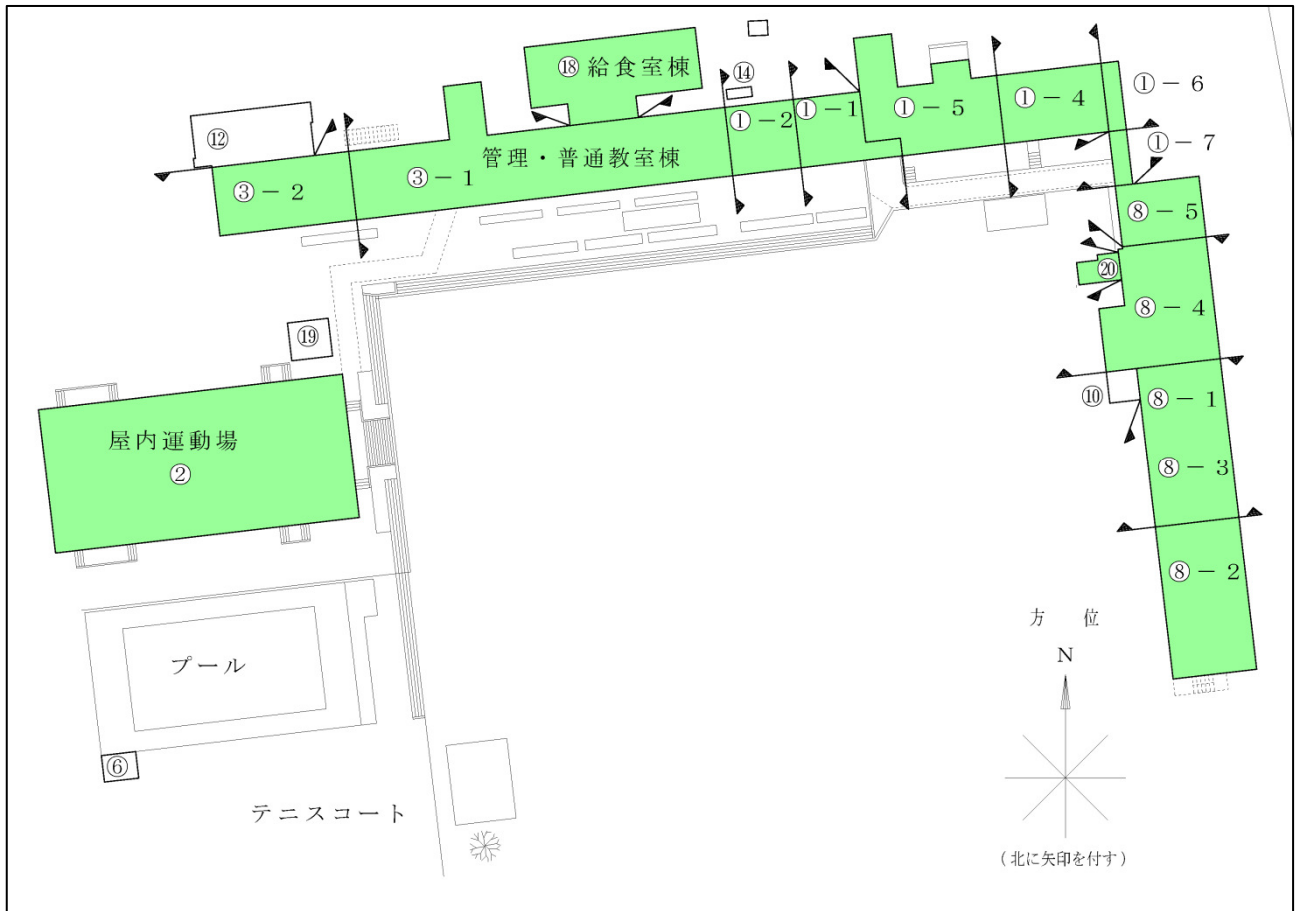 ⑱給食室棟
⑭
①－６
①－２
①－１
①－５
①－４
⑫
①－７
管理・普通教室棟
③－２
③－１
⑧－５
⑳
⑧－４
⑲
⑩
⑧－１
屋内運動場
②
⑧－３
⑧－２
方　位
N
プール
⑥
テニスコート
(北に矢印を付す)